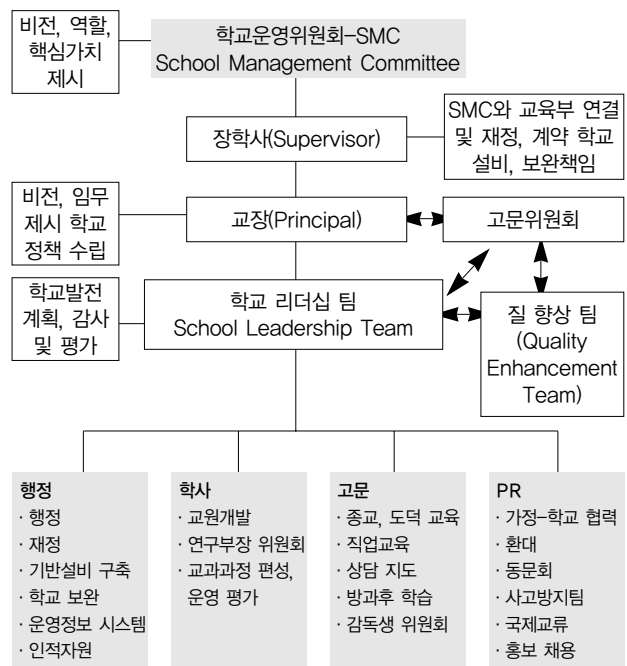 비전, 역할,
핵심가치
제시
학교운영위원회-SMC
School Management Committee
장학사(Supervisor)
SMC와 교육부 연결
및 재정, 계약 학교
설비, 보완책임
비전, 임무
제시 학교
정책 수립
교장(Principal)
고문위원회
학교발전
계획, 감사
및 평가
학교 리더십 팀
School Leadership Team
질 향상 팀
(Quality
Enhancement
Team)
행정
· 행정
· 재정
· 기반설비 구축
· 학교 보완
· 운영정보 시스템
· 인적자원
학사
· 교원개발
· 연구부장 위원회
· 교과과정 편성,
운영 평가
고문
· 종교, 도덕 교육
· 직업교육
· 상담 지도
· 방과후 학습
· 감독생 위원회
PR
· 가정-학교 협력
· 환대
· 동문회
· 사고방지팀
· 국제교류
· 홍보 채용